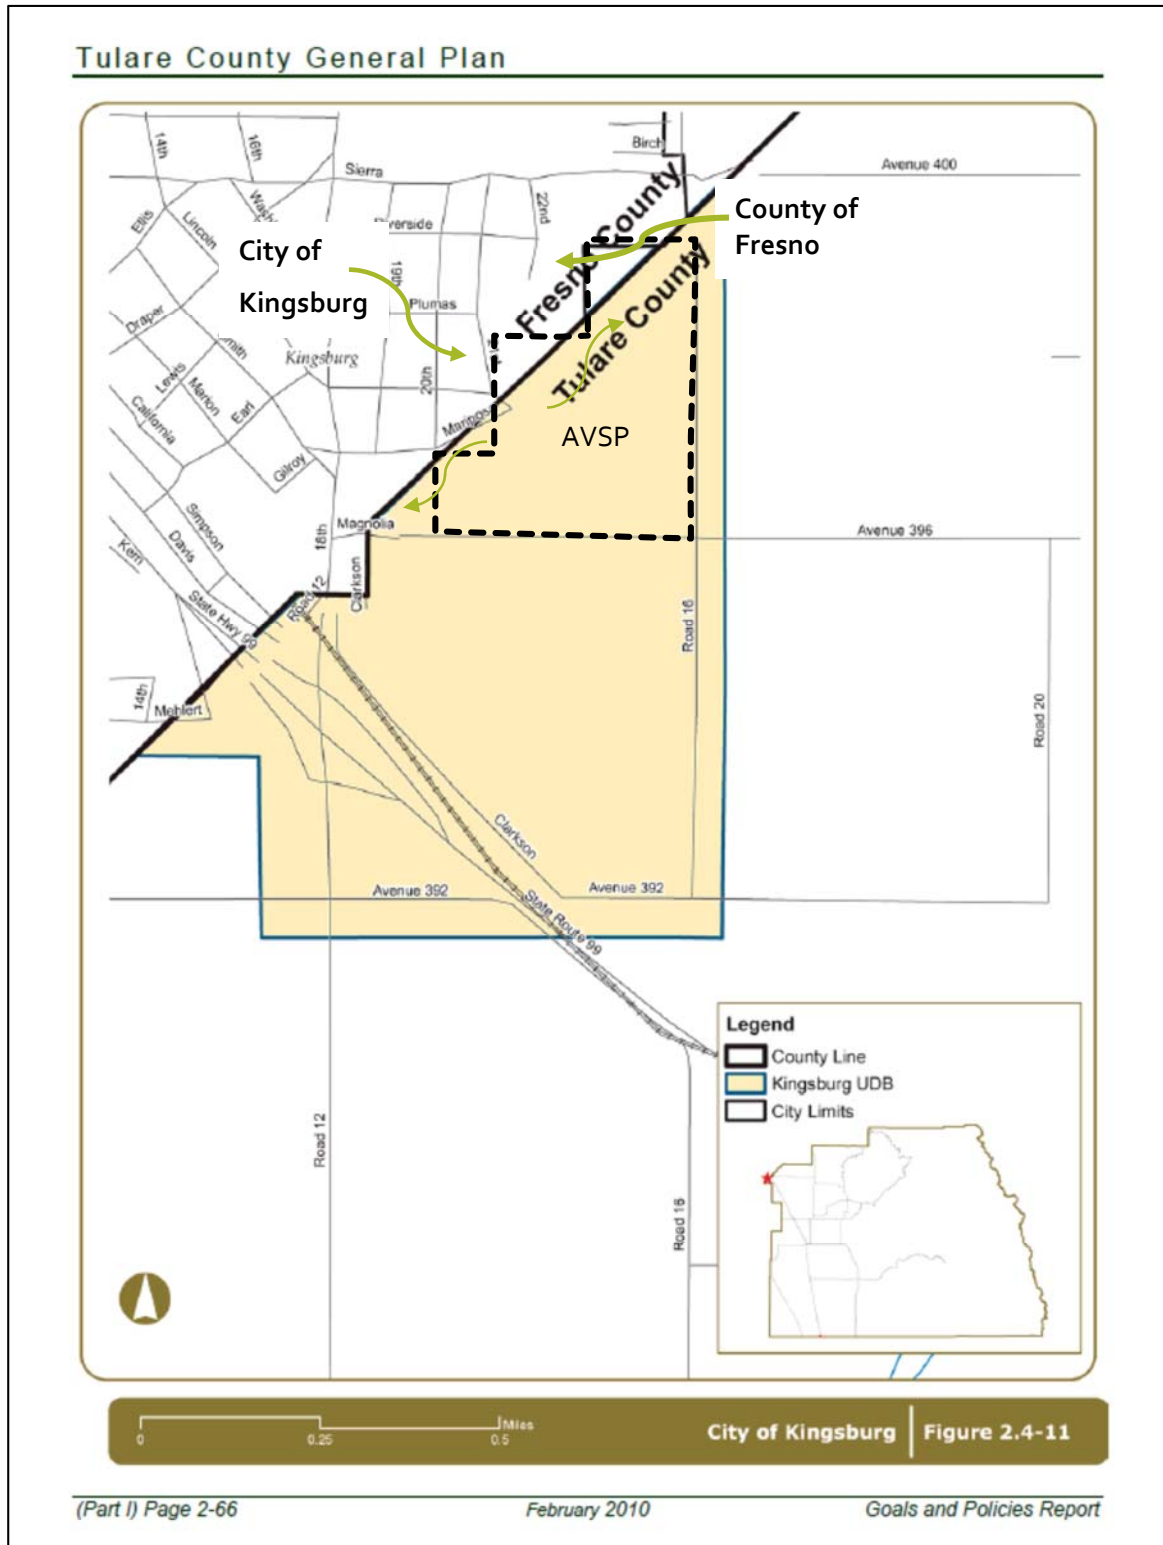 Tulare County General Plan
14th
16th
Birch
Sierra
Avenue 400
Ellis
Lincoln
22nd
Fresno County
County of
Fresno
City of
Kingsburg
19th
Plumas
Tulare County
Draper
Kingsburg
Lewis
Marion
Earl
20th
California
AVSP
Gilroy
Simpson
Davis
Kern
18th
Magnolia
Avenue 396
Clarkson
Road 12
State Hwy 99
Road 16
14th
Mehlert
Road 20
Clarkson
Avenue 392
Avenue 392
State Route 99
Legend
County Line
Kingsburg UDB
City Limits
Road 12
Road 16
Miles
0
0.25
0.5
City of Kingsburg
Figure 2.4-11
(Part I) Page 2-66
February 2010
Goals and Policies Report